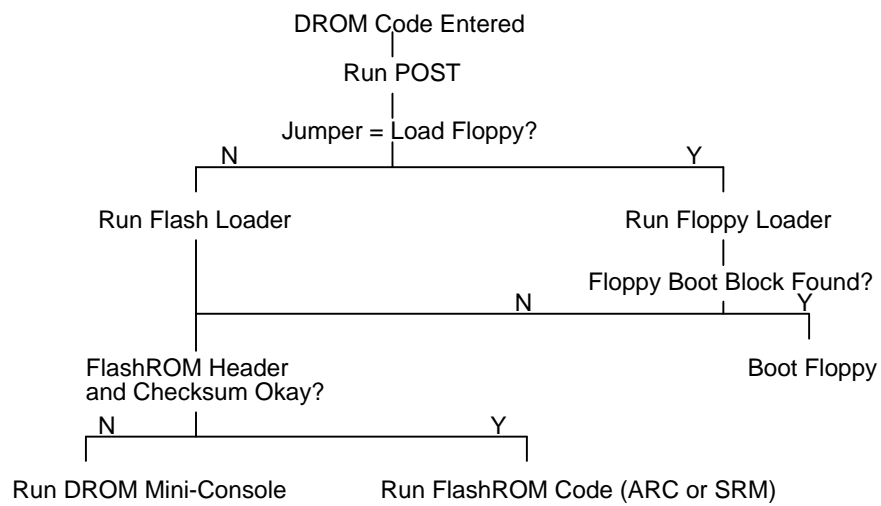 DROM Code Entered
Run POST
Jumper = Load Floppy?
N
Y
Run Flash Loader
Run Floppy Loader
Floppy Boot Block Found?
N
Y
FlashROM Header
and Checksum Okay?
Boot Floppy
N
Y
Run DROM Mini-Console
Run FlashROM Code (ARC or SRM)